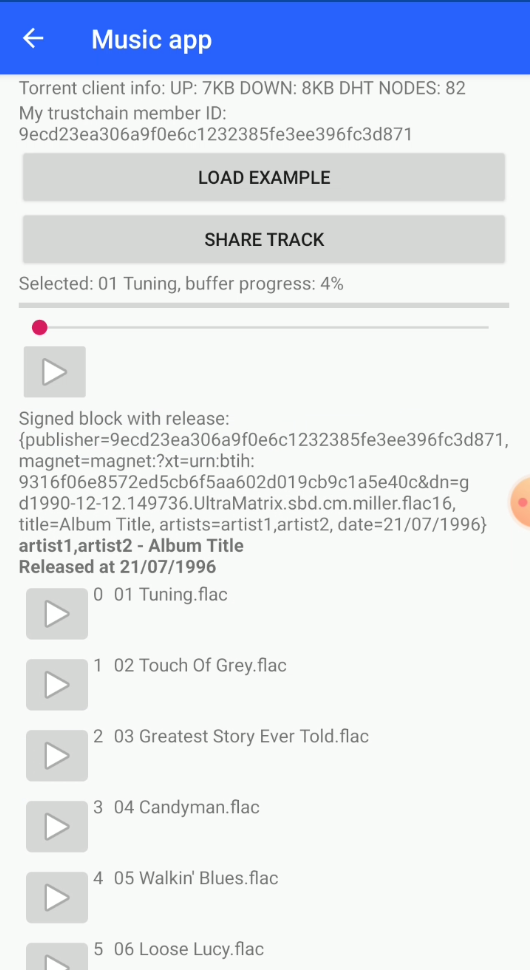 Music app
Torrent client info: UP: 7KB DOWN: 8KB DHT NODES: 82
My trustchain member ID:
9ecd23ea306a9f0e6c1232385fe3ee396fc3d871
LOAD EXAMPLE
SHARE TRACK
Selected: 01 Tuning, buffer progress: 4%
Signed block with release:
{publisher=9ecd23ea306a9f0e6c1232385fe3ee396fc3d871,
magnet=magnet:?xt=urn:btih:
9316f06e8572ed5cb6f5aa602d019cb9c1a5e40c&dn=g
d1990-12-12.149736.UltraMatrix.sbd.cm.miller.flac16,
title=Album Title, artists=artist1,artist2, date=21/07/1996}
artist1,artist2 - Album Title
Released at 21/07/1996
0 01 Tuning.flac
1 02 Touch Of Grey.flac
2 03 Greatest Story Ever Told.flac
3 04 Candyman.flac
4 05 Walkin' Blues.flac
5 06 Loose Lucy.flac